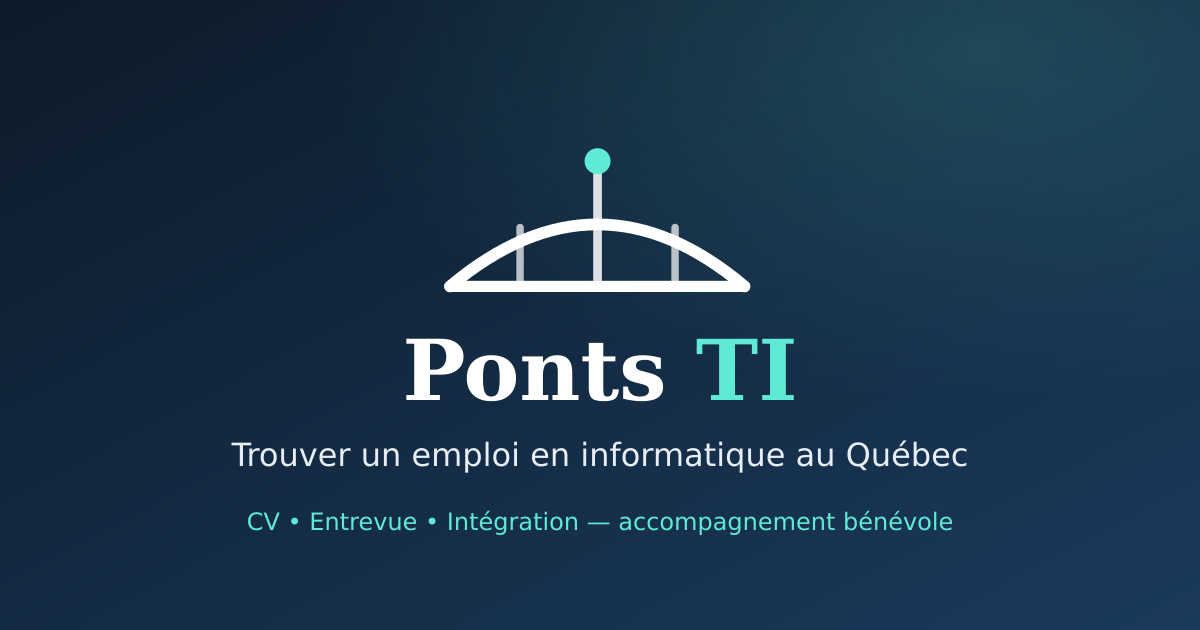 Ponts TI
Trouver un emploi en informatique au Québec
CV • Entrevue • Intégration — accompagnement bénévole